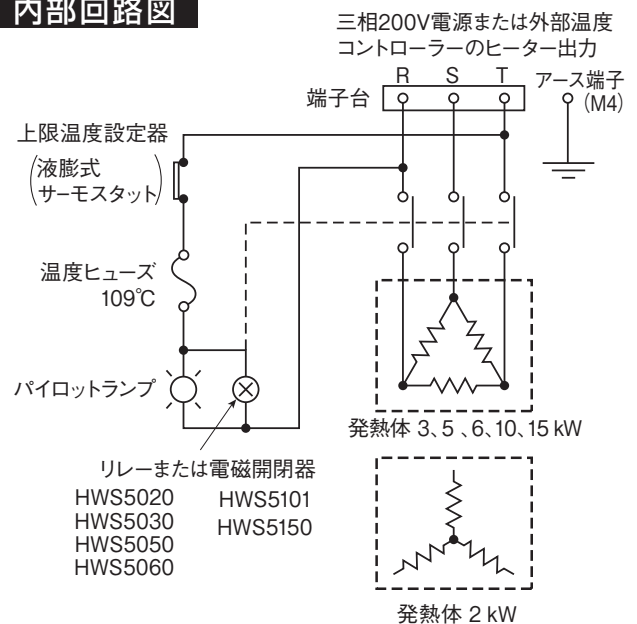 内部回路図
三相200V電源または外部温度
コントローラーのヒーター出力
R S T
アース端子
(M4)
端子台
上限温度設定器
(液膨式
サーモスタット)
温度ヒューズ
109℃
パイロットランプ
発熱体 3、5、6、10、15 kW
リレーまたは電磁開閉器
HWS5020
HWS5030
HWS5050
HWS5060
HWS5101
HWS5150
発熱体 2 kW